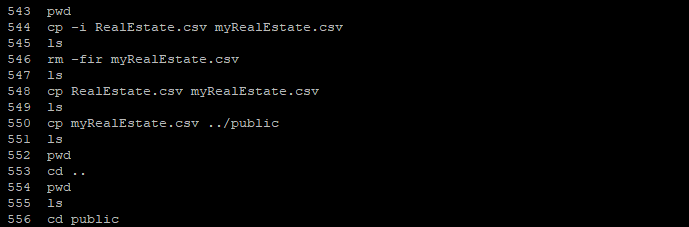 543 pwd
544 cp -i RealEstate.csv myRealEstate.csv
545 ls
546 rm -fir myRealEstate.csv
547 ls
548 cp RealEstate.csv myRealEstate.csv
549 ls
550 cp myRealEstate.csv ../public
551 ls
552 pwd
553 cd ..
554 pwd
555 ls
556 cd public